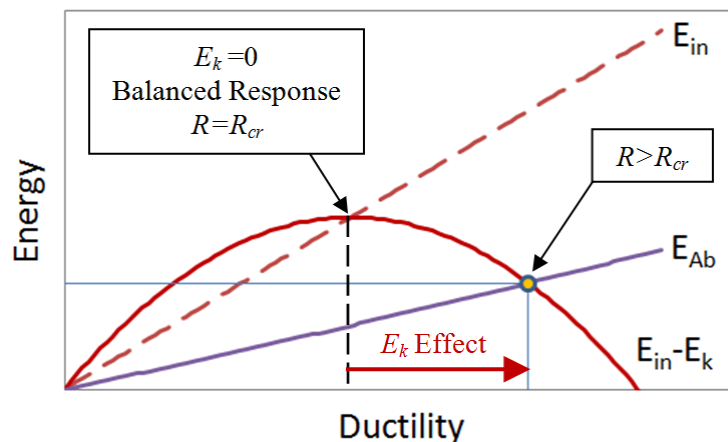 E_k=0
Balanced Response
R=R_cr
E_in
R>R_cr
Energy
E_Ab
E_k Effect
E_in-E_k
Ductility